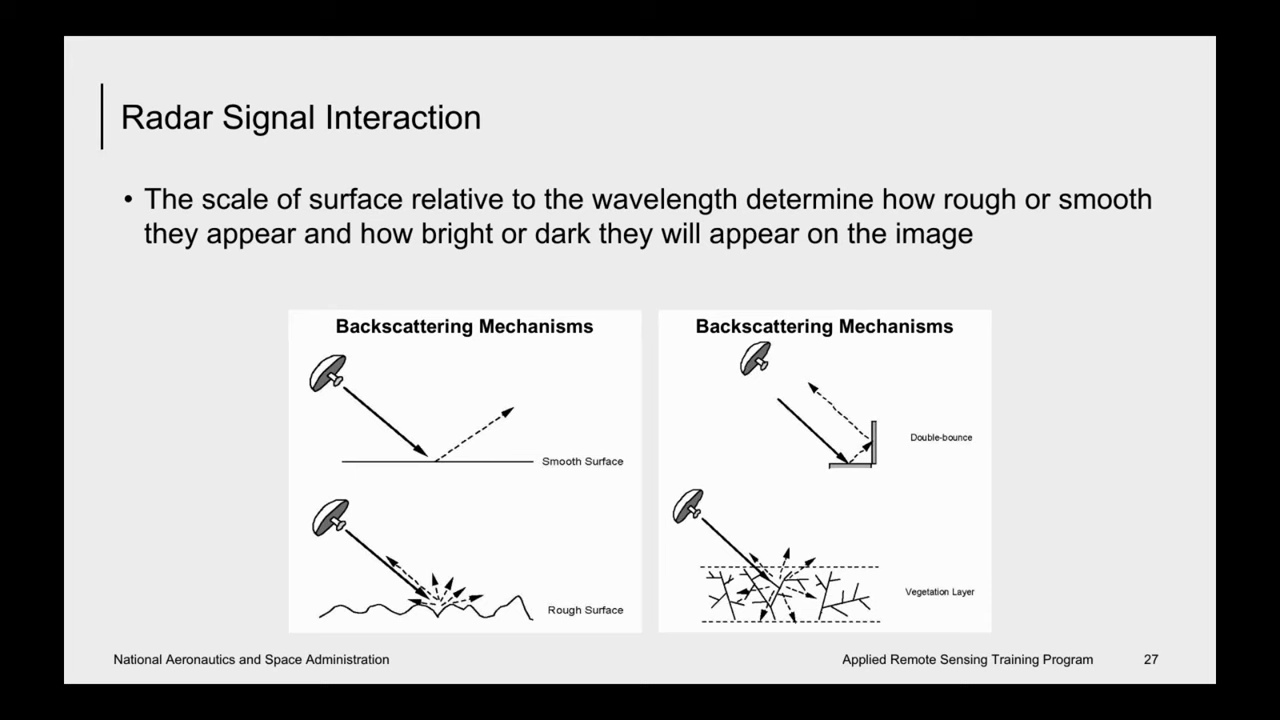 Radar Signal Interaction
• The scale of surface relative to the wavelength determine how rough or smooth
they appear and how bright or dark they will appear on the image
Backscattering Mechanisms
Smooth Surface
Rough Surface
Backscattering Mechanisms
Double-bounce
Vegetation Layer
National Aeronautics and Space Administration
Applied Remote Sensing Training Program
27